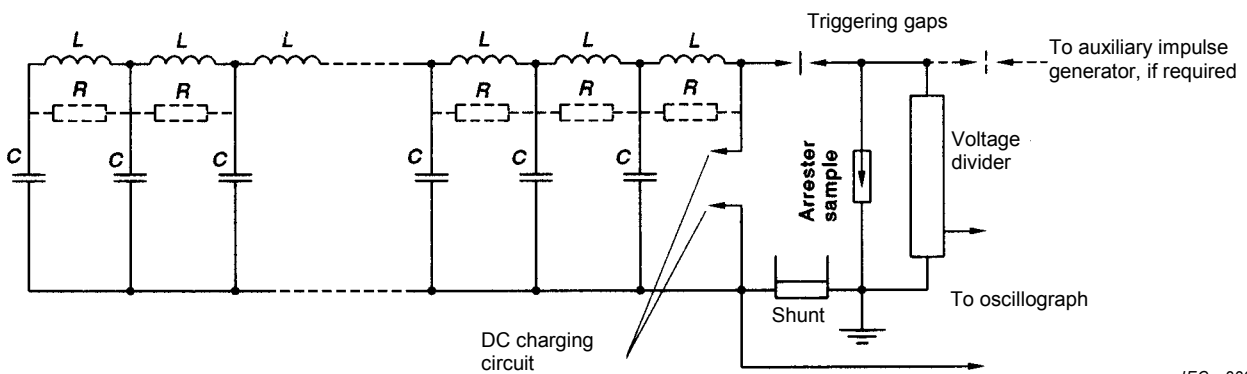 L L L L L L
Triggering gaps
To auxiliary impulse
generator, if required
R R R R R
C C C C C C
Voltage
divider
Arrester
sample
To oscillograph
Shunt
DC charging
circuit